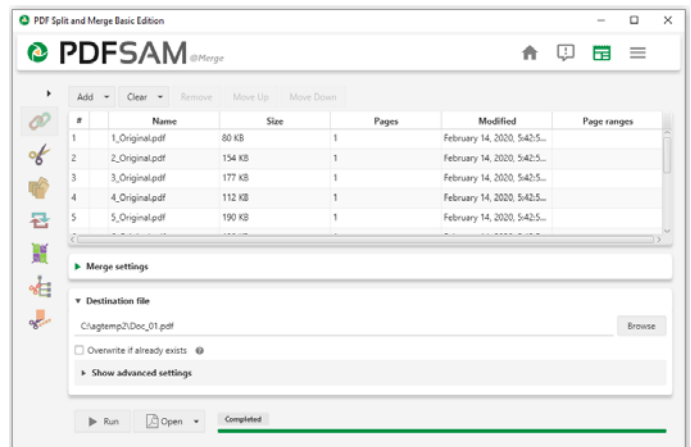 PDF Split and Merge Basic Edition
PDFSAM @Merge
Add Clear Remove Move Up Move Down
# Name Size Pages Modified Page ranges
1 1_Original.pdf 80 KB 1 February 14, 2020, 5:42:5...
2 2_Original.pdf 154 KB 1 February 14, 2020, 5:42:5...
3 3_Original.pdf 177 KB 1 February 14, 2020, 5:42:5...
4 4_Original.pdf 112 KB 1 February 14, 2020, 5:42:5...
5 5_Original.pdf 190 KB 1 February 14, 2020, 5:42:5...
Merge settings
Destination file
C:\agtemp2\Doc_01.pdf Browse
Overwrite if already exists
Show advanced settings
Run Open Completed